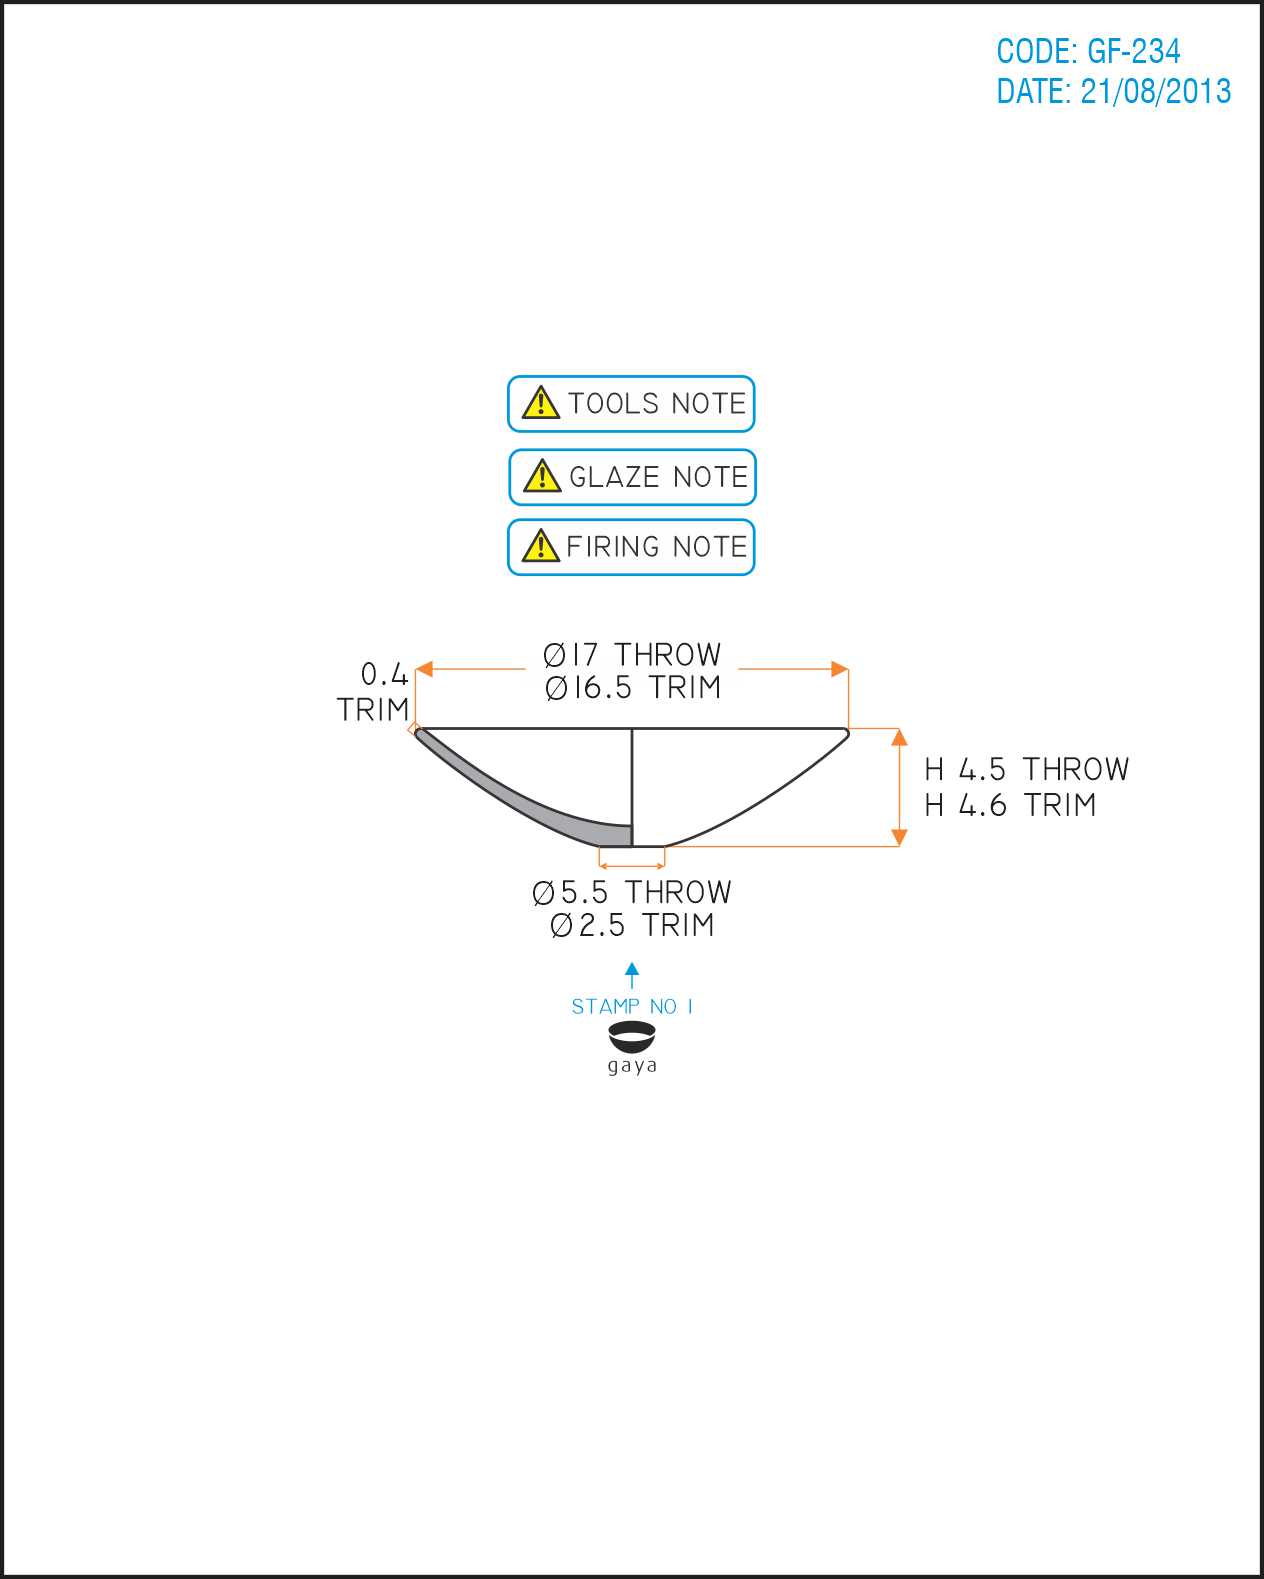 CODE: GF-234
DATE: 21/08/2013
TOOLS NOTE
GLAZE NOTE
FIRING NOTE
Ø17 THROW
Ø16.5 TRIM
0.4
TRIM
H 4.5 THROW
H 4.6 TRIM
Ø5.5 THROW
Ø2.5 TRIM
STAMP NO 1
gaya